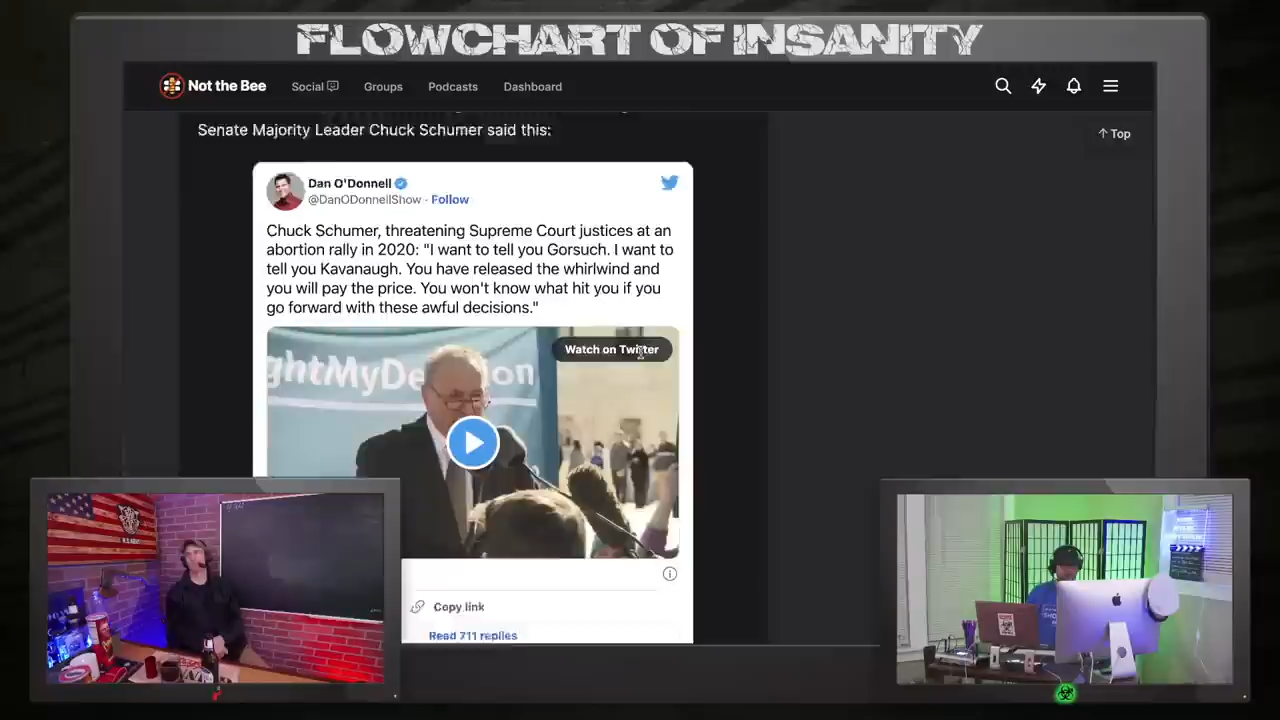 FLOWCHART OF INSANITY
Not the Bee Social Groups Podcasts Dashboard
Senate Majority Leader Chuck Schumer said this:
↑ Top
Dan O'Donnell
@DanODonnellShow · Follow
Chuck Schumer, threatening Supreme Court justices at an
abortion rally in 2020: "I want to tell you Gorsuch. I want to
tell you Kavanaugh. You have released the whirlwind and
you will pay the price. You won't know what hit you if you
go forward with these awful decisions."
Watch on Twitter
ghtMyDe on
Copy link
Read 711 replies